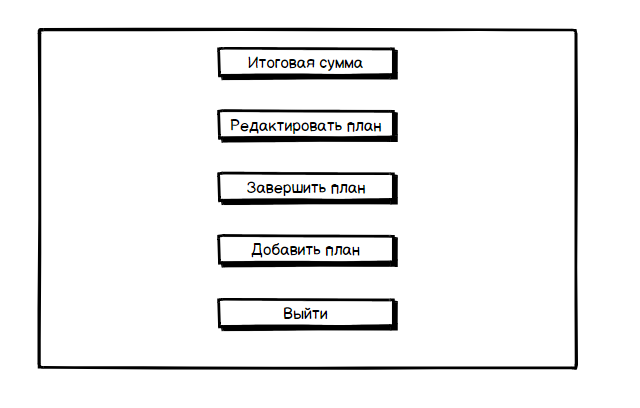 Итоговая сумма
Редактировать план
Завершить план
Добавить план
Выйти